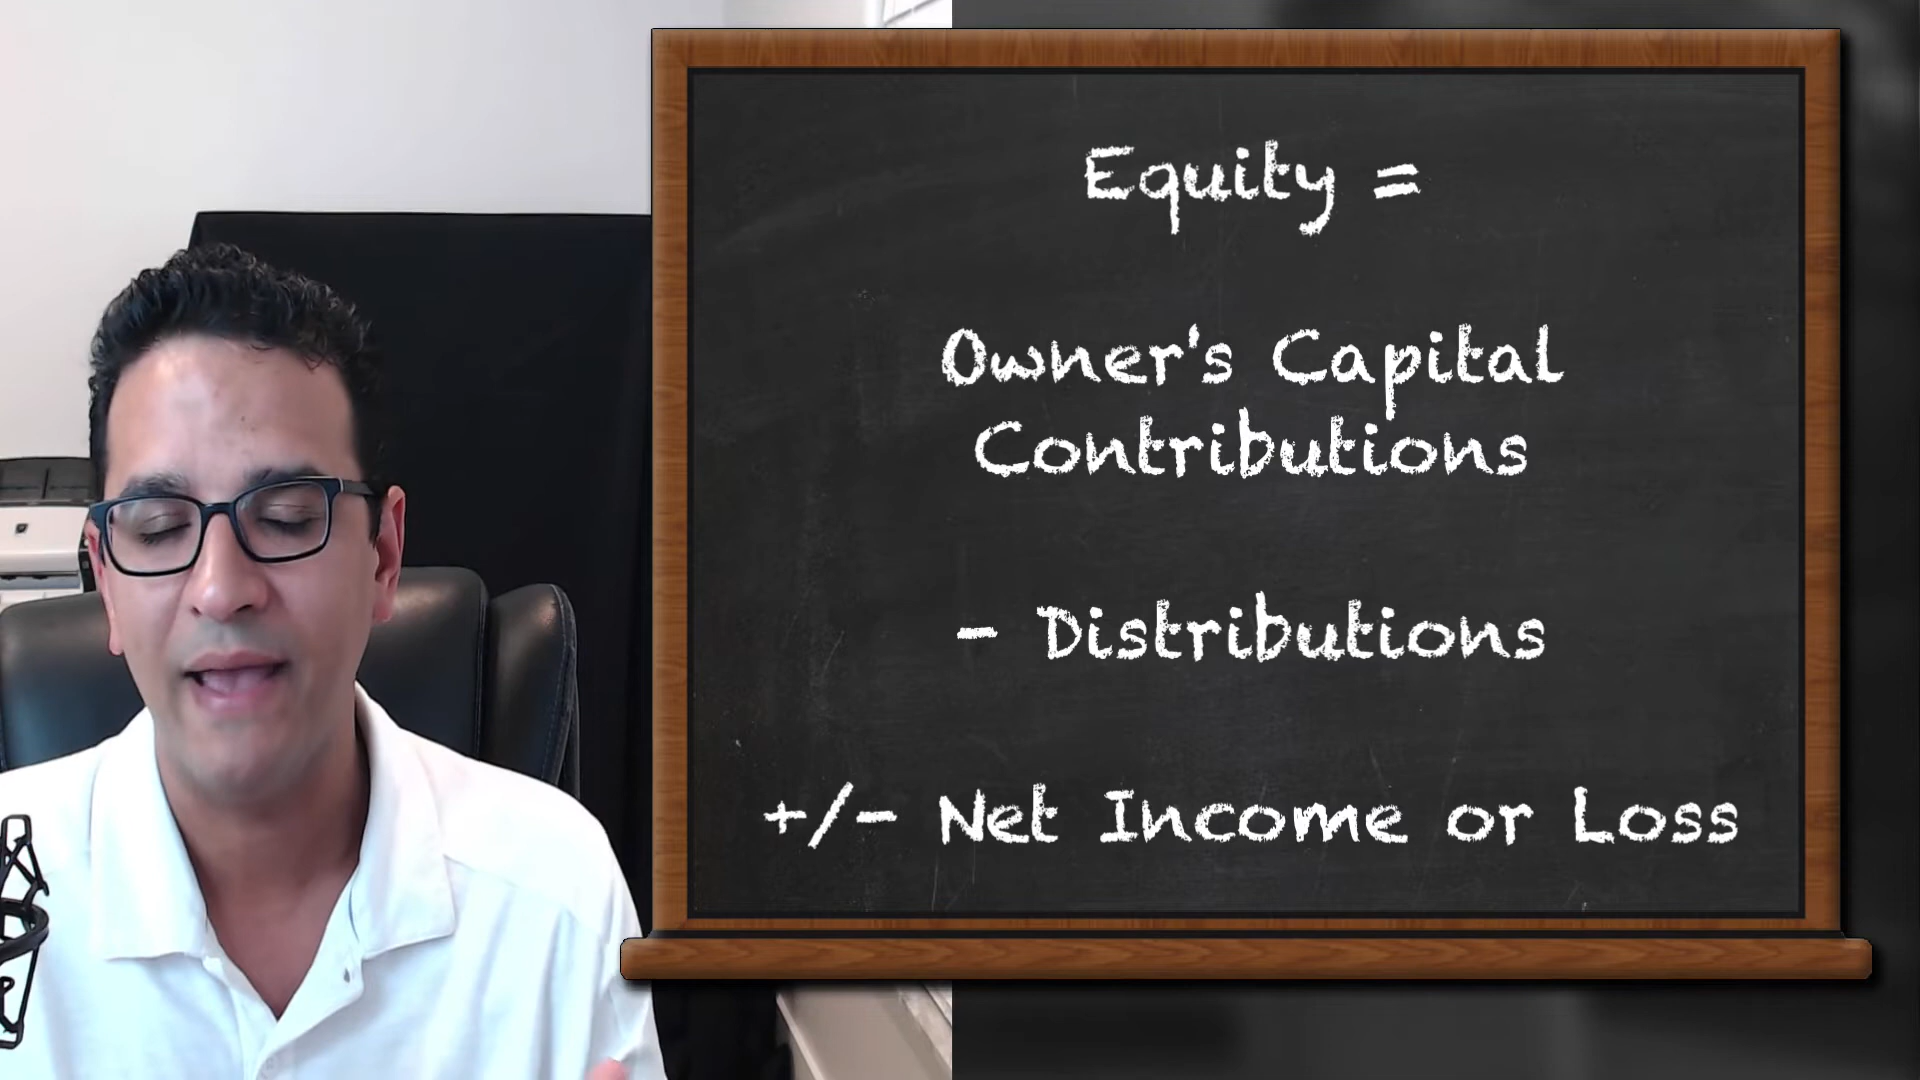 Equity =
Owner's Capital
Contributions
- Distributions
+/- Net Income or Loss